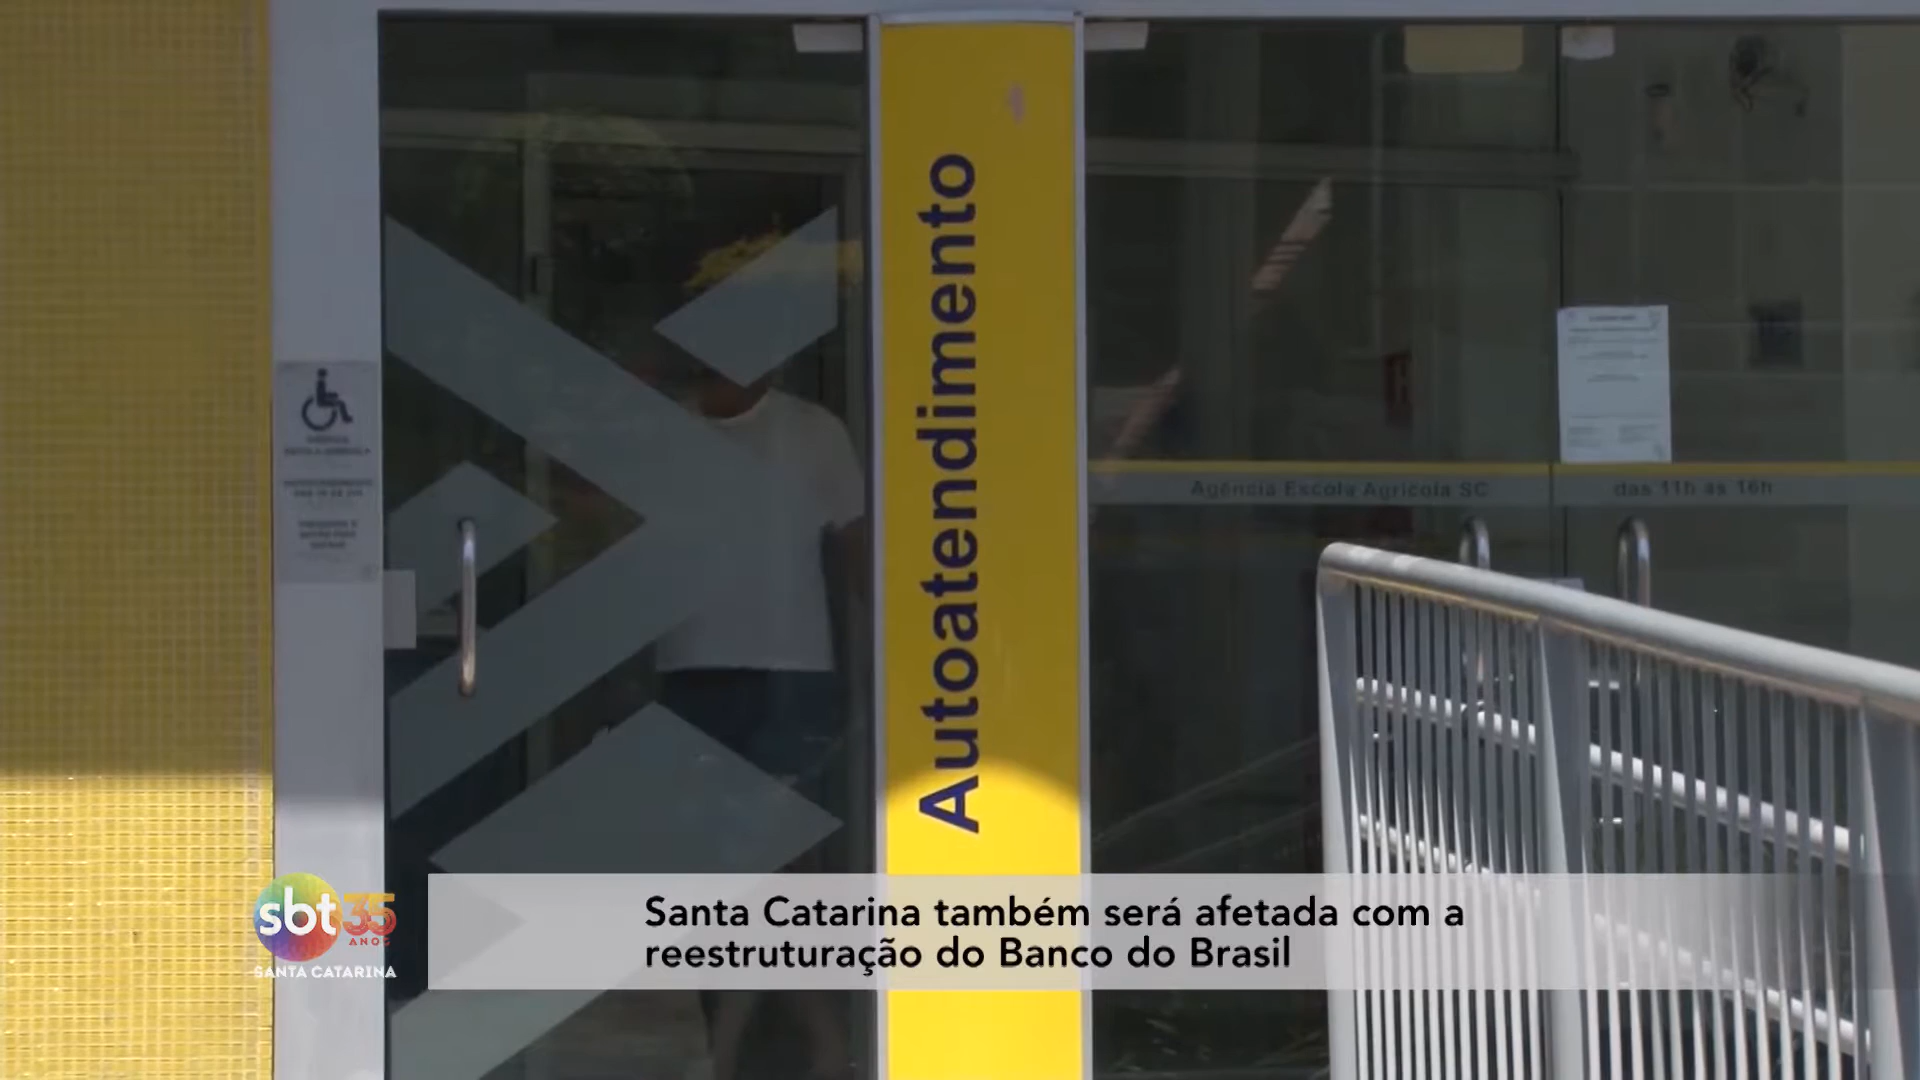 Autoatendimento
Agência Escola Agrícola SC
das 11h as 16h
sbt 35
ANOS
SANTA CATARINA
Santa Catarina também será afetada com a
reestruturação do Banco do Brasil